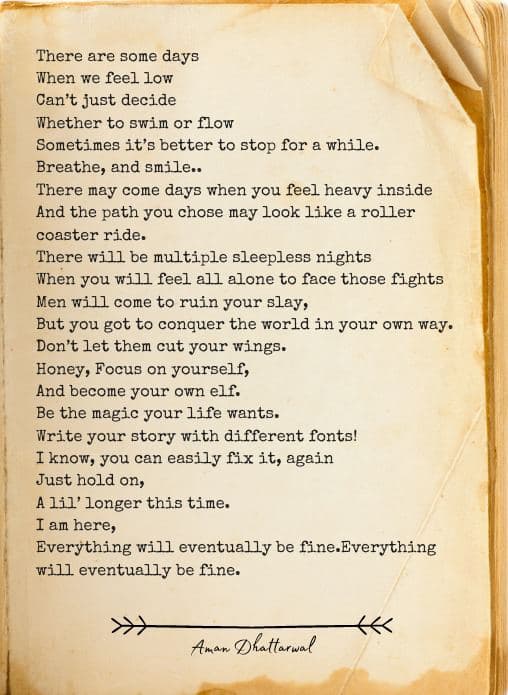 There are some days
When we feel low
Can't just decide
Whether to swim or flow
Sometimes it's better to stop for a while.
Breathe, and smile..
There may come days when you feel heavy inside
And the path you chose may look like a roller
coaster ride.
There will be multiple sleepless nights
When you will feel all alone to face those fights
Men will come to ruin your slay,
But you got to conquer the world in your own way.
Don't let them cut your wings.
Honey, Focus on yourself,
And become your own elf.
Be the magic your life wants.
Write your story with different fonts!
I know, you can easily fix it, again
Just hold on,
A lil' longer this time.
I am here,
Everything will eventually be fine.Everything
will eventually be fine.
Aman Dhattarwal